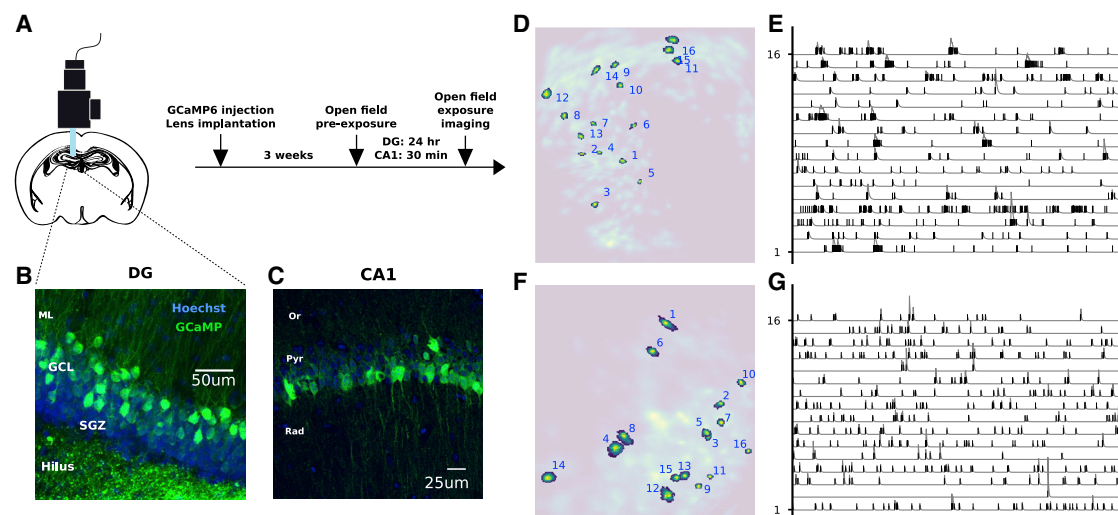 A
GCaMP6 injection
Lens implantation
Open field
pre-exposure
Open field
exposure
imaging
3 weeks
DG: 24 hr
CA1: 30 min
B
DG
Hoechst
GCaMP
ML
GCL
50um
SGZ
Hilus
C
CA1
Or
Pyr
Rad
25um
D
16
15
11
14
9
10
12
8
7
6
13
2
4
1
5
3
E
16
1
F
1
6
10
2
7
5
3
8
4
16
14
15
13
11
12
9
G
16
1